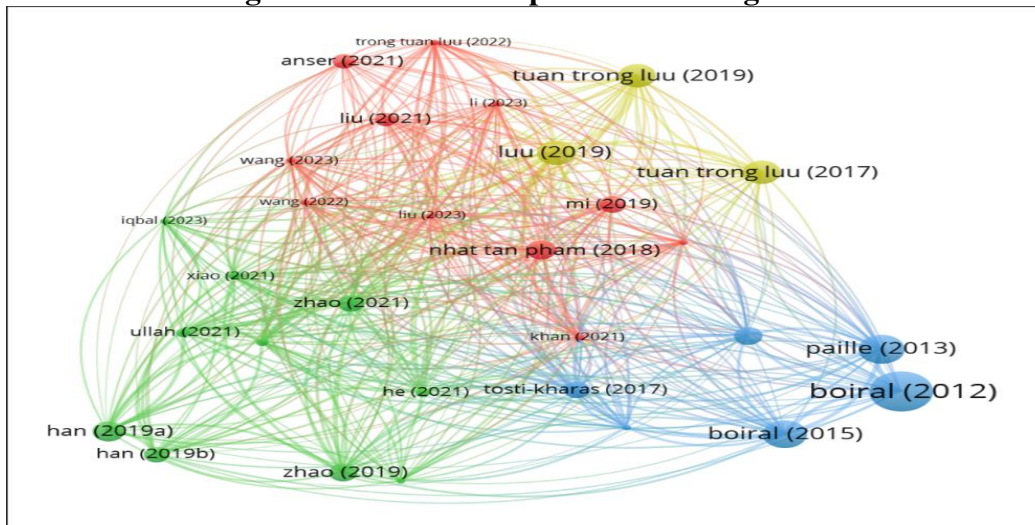 trong tuan luu (2022)
anser (2021)
tuan trong luu (2019)
li (2023)
liu (2021)
luu (2019)
wang (2023)
tuan trong luu (2017)
wang (2022)
mi (2019)
iqbal (2023)
liu (2023)
nhat tan pham (2018)
xiao (2021)
zhao (2021)
ullah (2021)
khan (2021)
paille (2013)
he (2021)
tosti-kharas (2017)
boiral (2012)
han (2019a)
boiral (2015)
han (2019b)
zhao (2019)